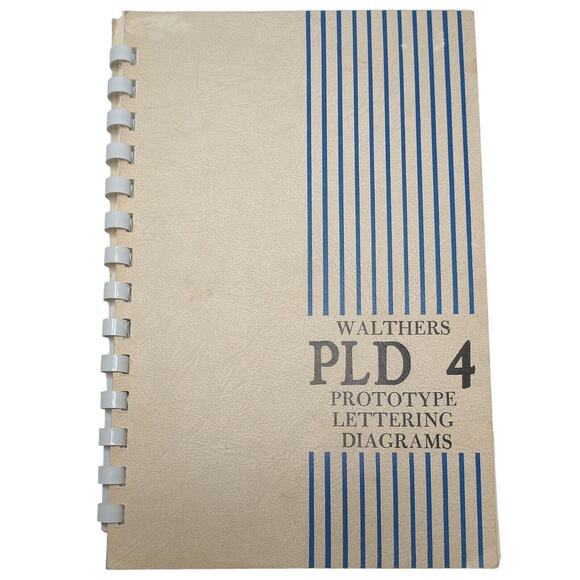 WALTHERS
PLD 4
PROTOTYPE
LETTERING
DIAGRAMS